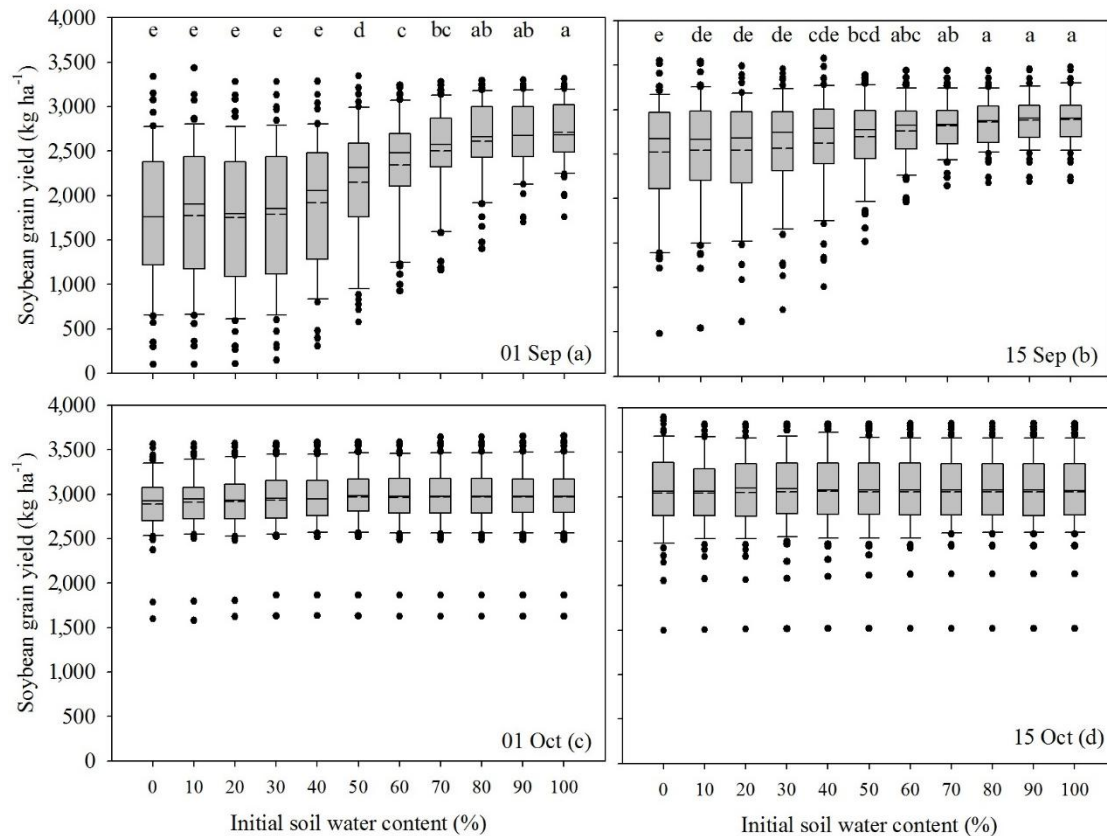 4,000
3,500
3,000
2,500
2,000
1,500
1,000
500
0
Soybean grain yield (kg ha⁻¹)
e e e e e d c bc ab ab a
01 Sep (a)
e de de de cde bcd abc ab a a a
15 Sep (b)
4,000
3,500
3,000
2,500
2,000
1,500
1,000
500
0
Soybean grain yield (kg ha⁻¹)
01 Oct (c)
15 Oct (d)
0 10 20 30 40 50 60 70 80 90 100
Initial soil water content (%)
0 10 20 30 40 50 60 70 80 90 100
Initial soil water content (%)